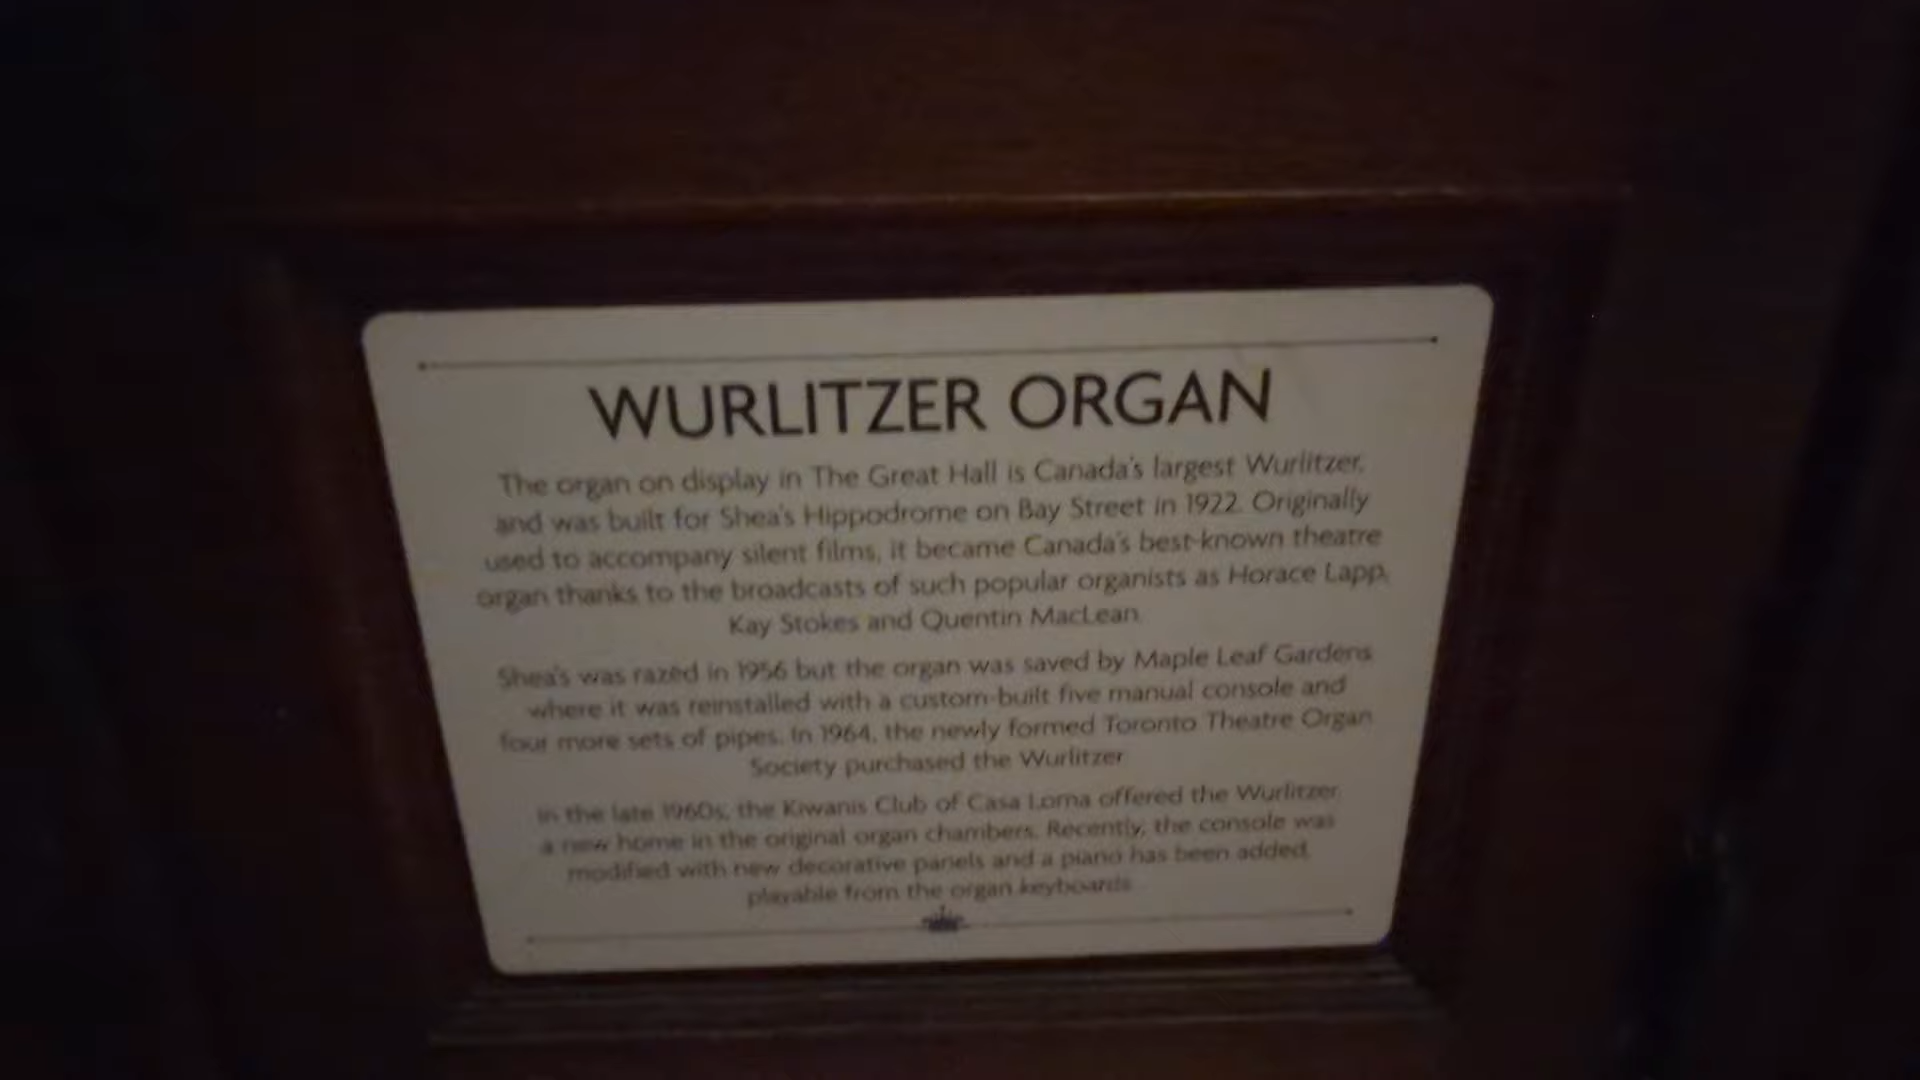 WURLITZER ORGAN
The organ on display in The Great Hall is Canada's largest Wurlitzer,
and was built for Shea's Hippodrome on Bay Street in 1922. Originally
used to accompany silent films, it became Canada's best-known theatre
organ thanks to the broadcasts of such popular organists as Horace Lapp,
Kay Stokes and Quentin MacLean.
Shea's was razed in 1956 but the organ was saved by Maple Leaf Gardens
where it was reinstalled with a custom-built five manual console and
four more sets of pipes. In 1964, the newly formed Toronto Theatre Organ
Society purchased the Wurlitzer.
In the late 1960s, the Kiwanis Club of Casa Loma offered the Wurlitzer
a new home in the original organ chambers. Recently, the console was
modified with new decorative panels and a piano has been added,
playable from the organ keyboards.